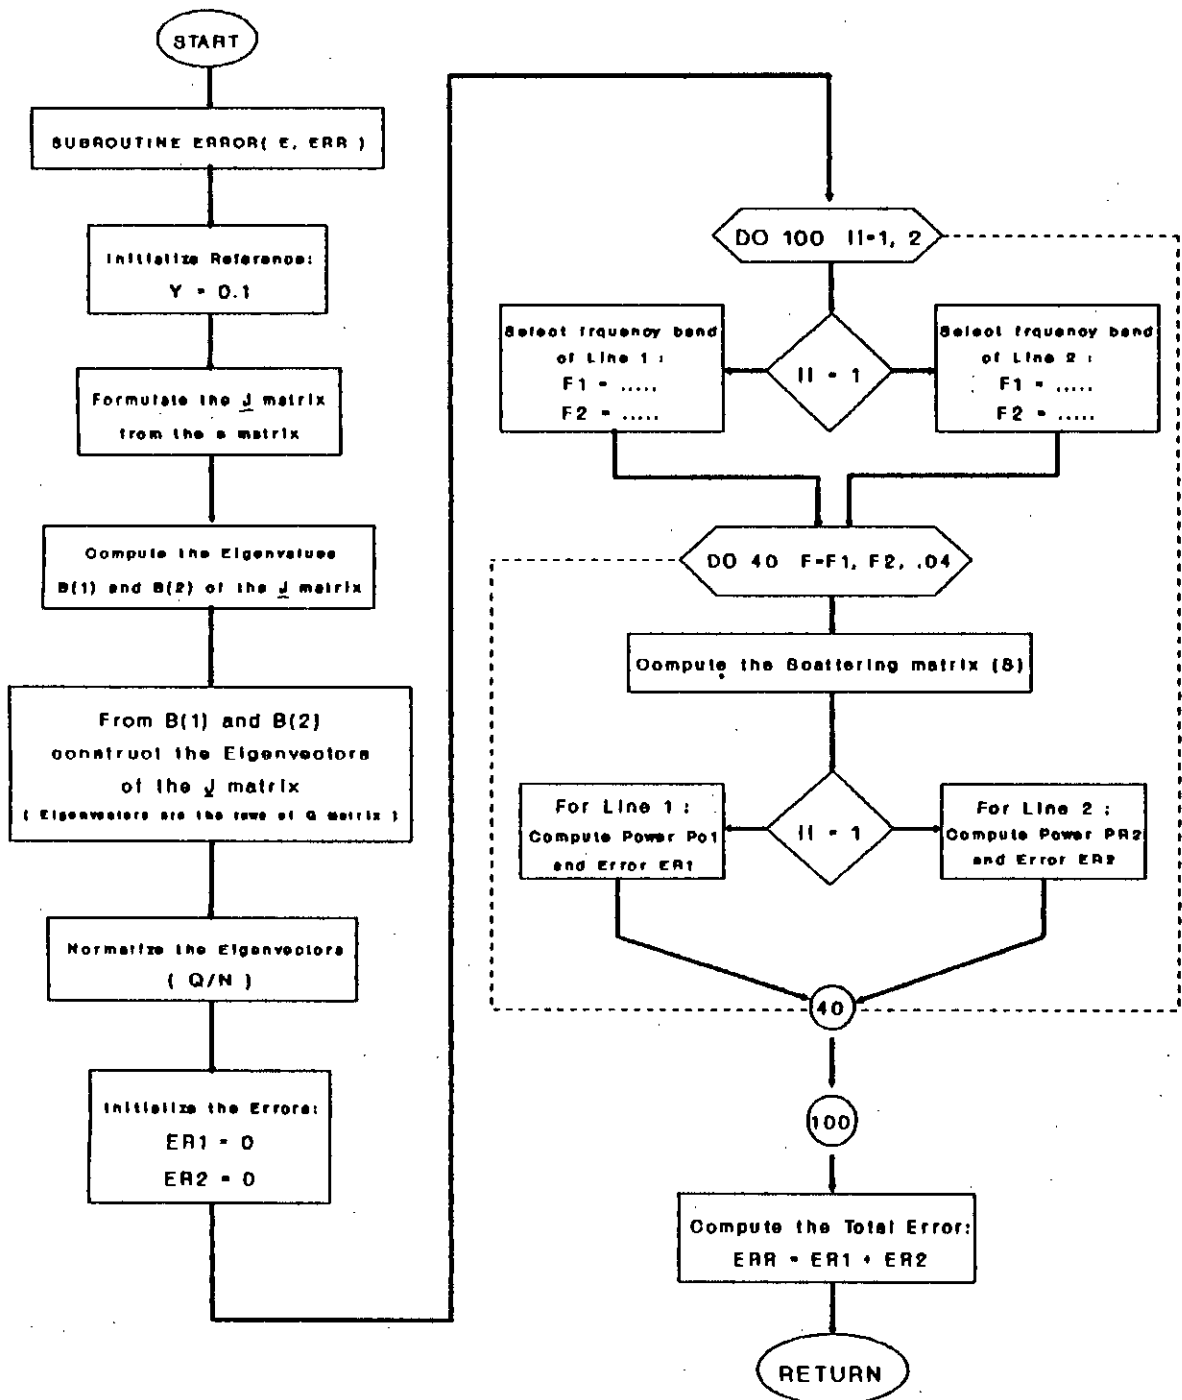 START
SUBROUTINE ERROR( E, ERR )
Initialize Reference:
Y = 0.1
Formulate the J matrix
from the e matrix
Compute the Eigenvalues
B(1) and B(2) of the J matrix
From B(1) and B(2)
construct the Eigenvectors
of the J matrix
( Eigenvectors are the rows of Q matrix )
Normalize the Eigenvectors
( Q/N )
Initialize the Errors:
ER1 = 0
ER2 = 0
DO 100 II=1, 2
Select frquency band
of Line 1 :
F1 = .....
F2 = .....
II = 1
Select frquency band
of Line 2 :
F1 = .....
F2 = .....
DO 40 F=F1, F2, .04
Compute the Scattering matrix (S)
For Line 1 :
Compute Power Po1
and Error ER1
II = 1
For Line 2 :
Compute Power PR2
and Error ER2
40
100
Compute the Total Error:
ERR = ER1 + ER2
RETURN